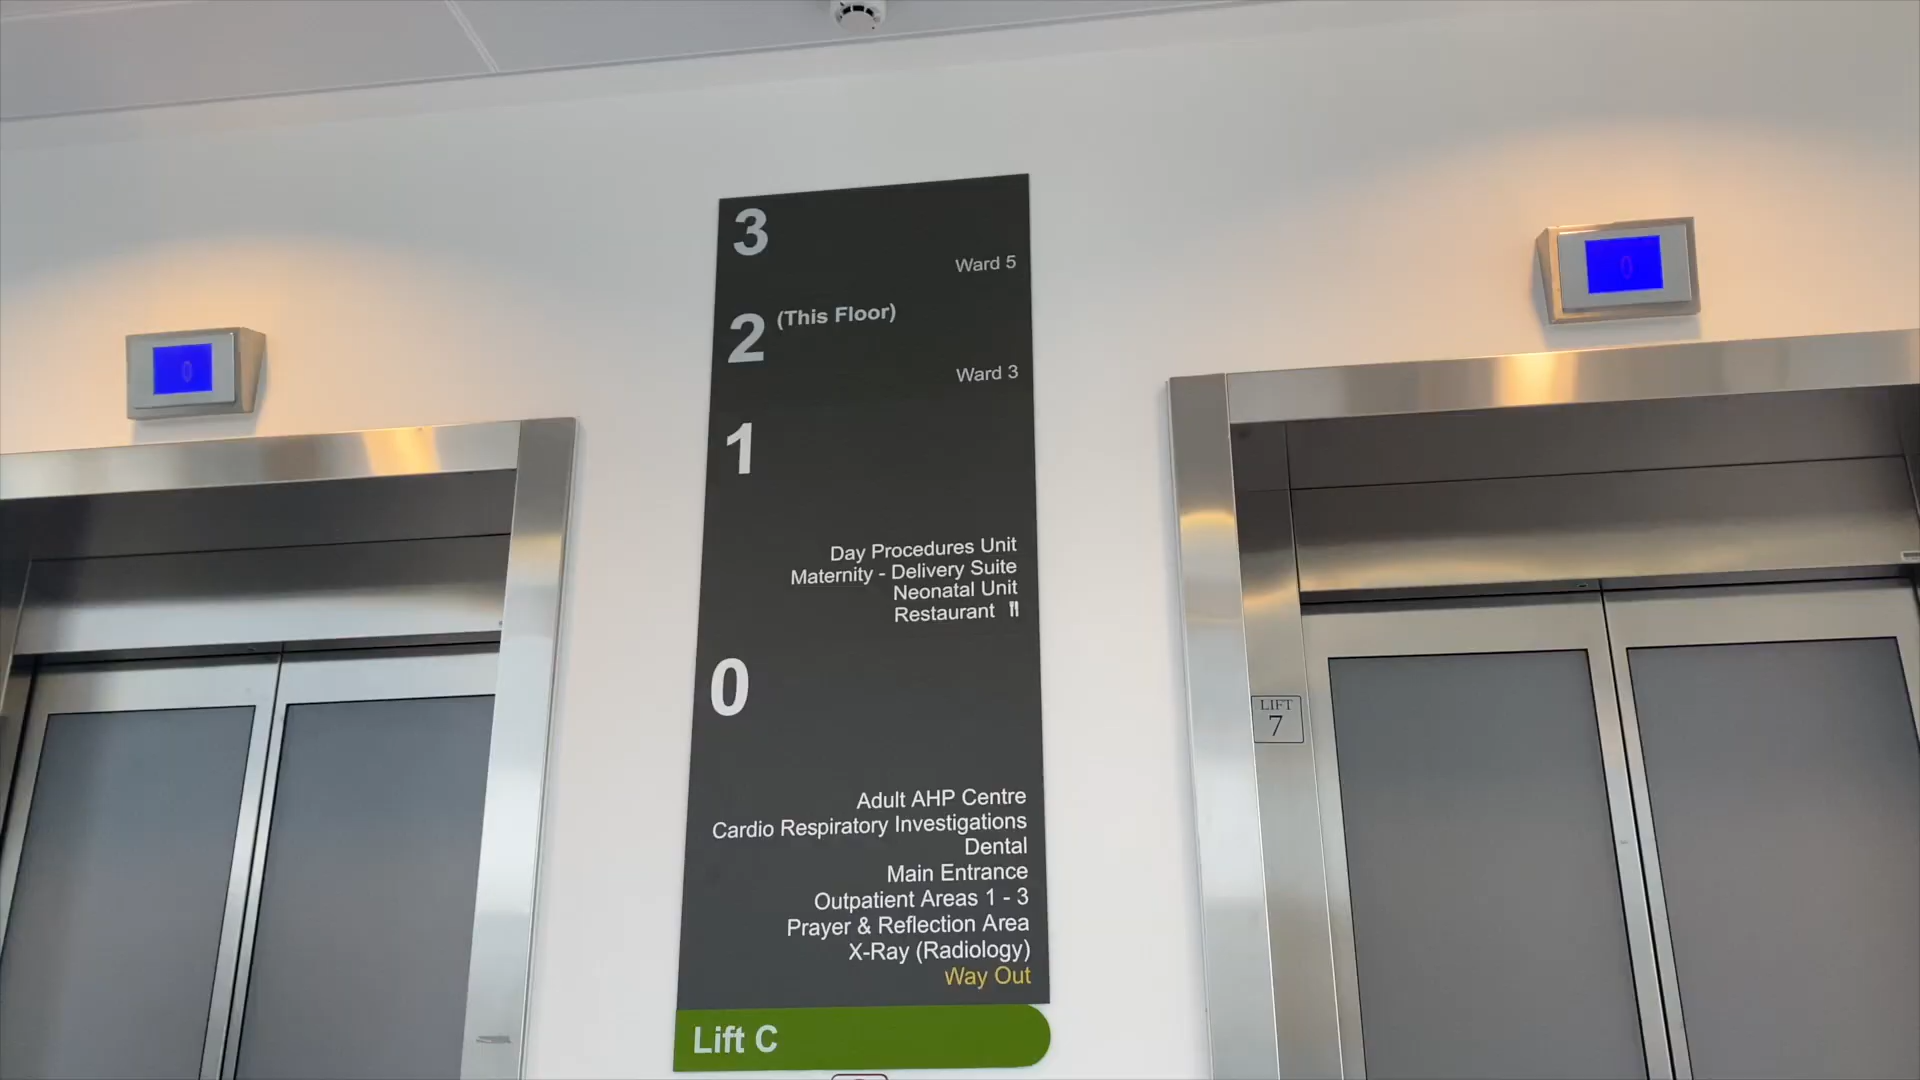 3
Ward 5
2 (This Floor)
Ward 3
1
Day Procedures Unit
Maternity - Delivery Suite
Neonatal Unit
Restaurant
0
Adult AHP Centre
Cardio Respiratory Investigations
Dental
Main Entrance
Outpatient Areas 1 - 3
Prayer & Reflection Area
X-Ray (Radiology)
Way Out
Lift C
0
0
LIFT
7